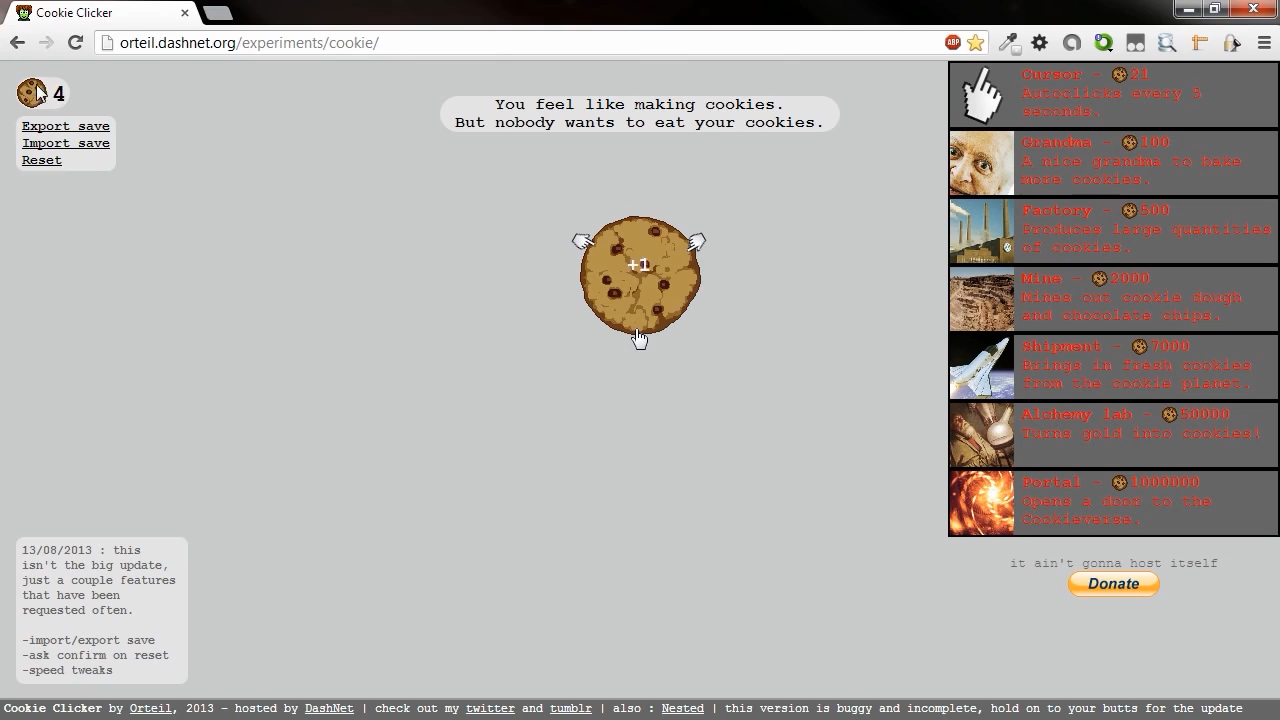 Cookie Clicker
orteil.dashnet.org/experiments/cookie/
ABP
4
Export save
Import save
Reset
You feel like making cookies.
But nobody wants to eat your cookies.
+1
Cursor - 21
Autoclicks every 5
seconds.
Grandma - 100
A nice grandma to bake
more cookies.
Factory - 500
Produces large quantities
of cookies.
Mine - 2000
Mines out cookie dough
and chocolate chips.
Shipment - 7000
Brings in fresh cookies
from the cookie planet.
Alchemy lab - 50000
Turns gold into cookies!
Portal - 1000000
Opens a door to the
Cookieverse.
it ain't gonna host itself
Donate
13/08/2013 : this
isn't the big update,
just a couple features
that have been
requested often.
-import/export save
-ask confirm on reset
-speed tweaks
Cookie Clicker by Orteil, 2013 - hosted by DashNet | check out my twitter and tumblr | also : Nested | this version is buggy and incomplete, hold on to your butts for the update